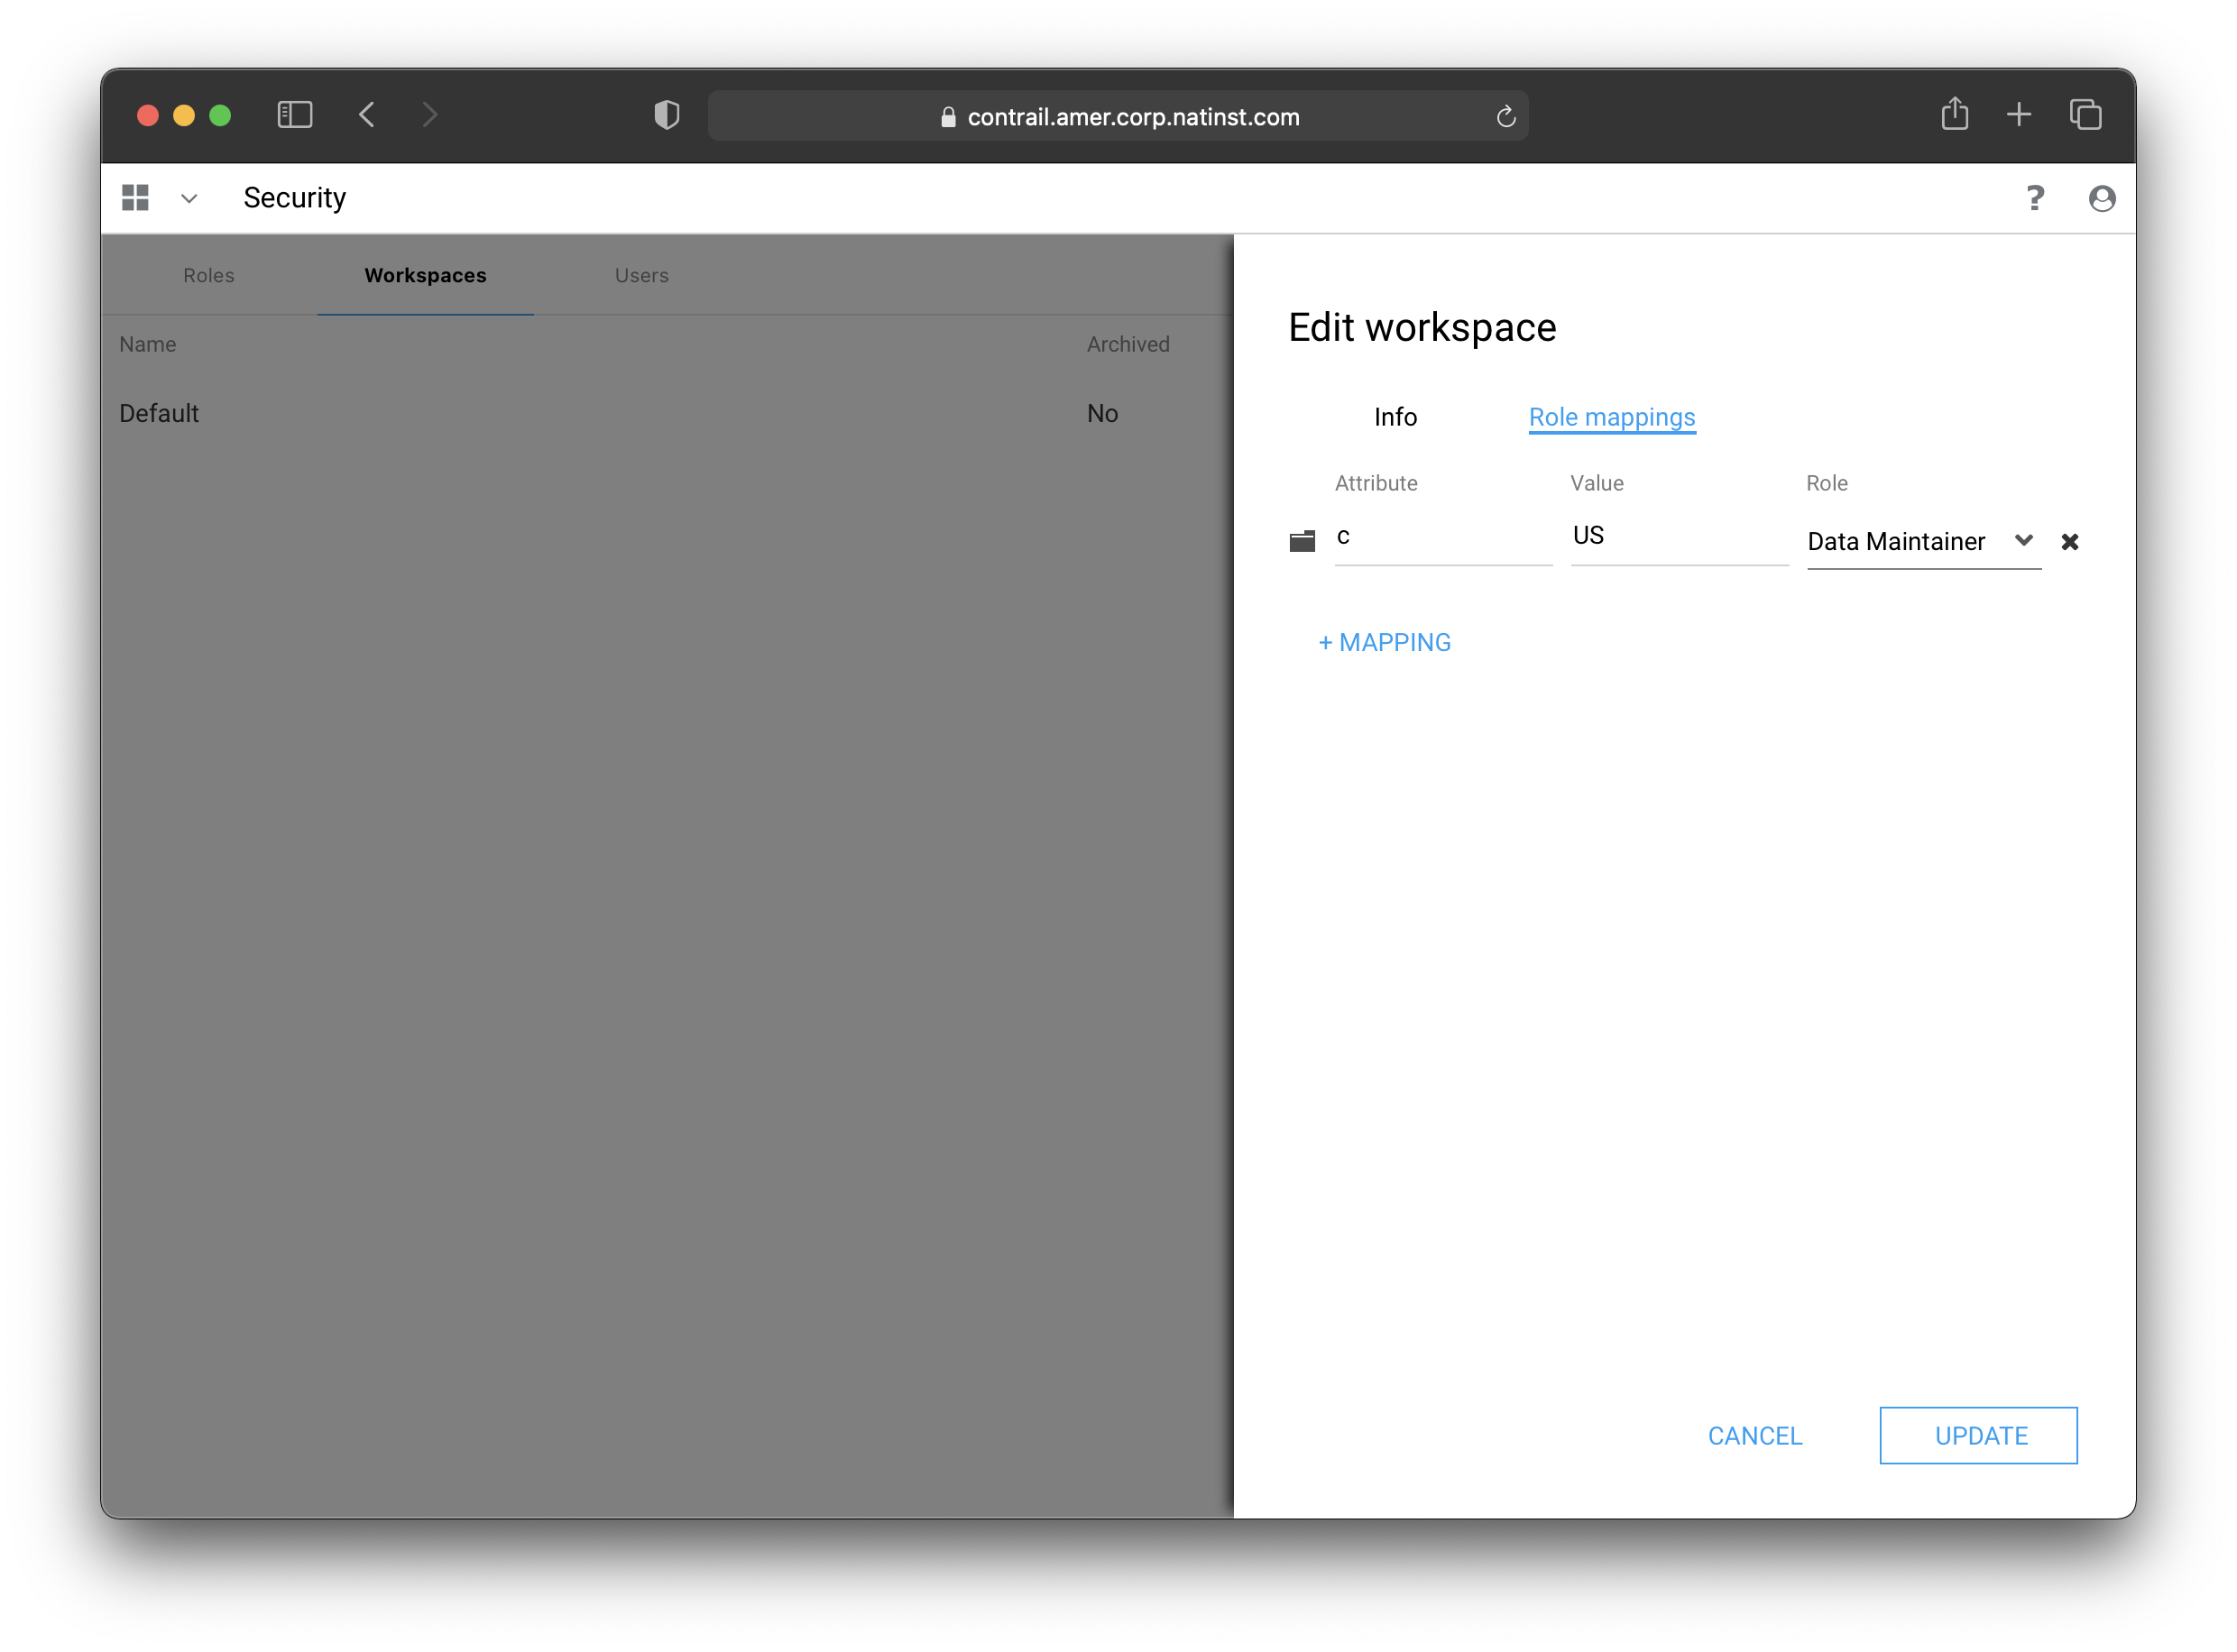 contrail.amer.corp.natinst.com
Security
?
Roles Workspaces Users
Name Archived
Default No
Edit workspace
Info Role mappings
Attribute Value Role
c US Data Maintainer
+ MAPPING
CANCEL UPDATE